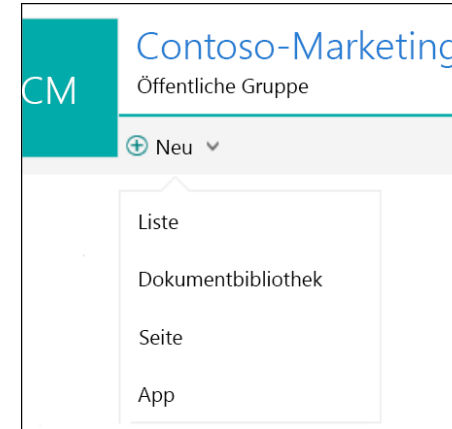 CM
Contoso-Marketing
Öffentliche Gruppe
Neu
Liste
Dokumentbibliothek
Seite
App